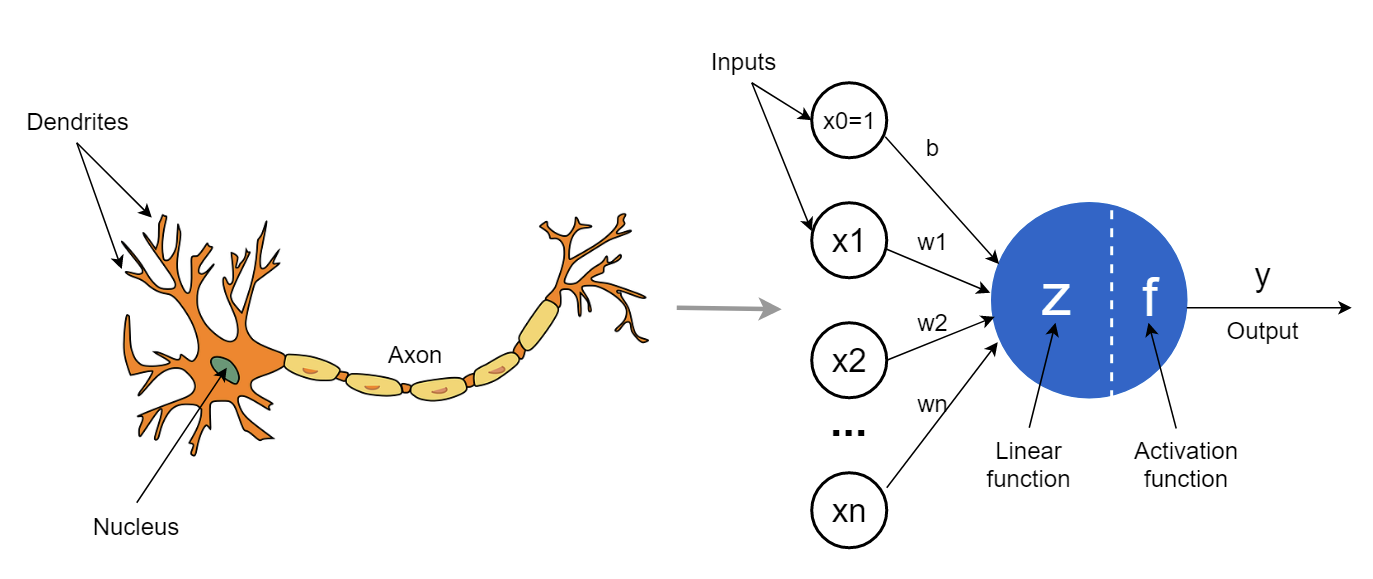 Dendrites
Axon
Nucleus
Inputs
x0=1
b
x1
w1
x2
w2
wn
...
xn
z
f
y
Output
Linear
function
Activation
function